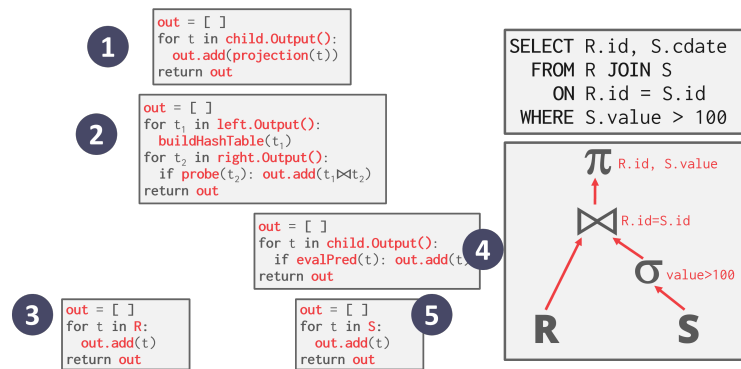 1
out = [ ]
for t in child.Output():
out.add(projection(t))
return out
2
out = [ ]
for t₁ in left.Output():
buildHashTable(t₁)
for t₂ in right.Output():
if probe(t₂): out.add(t₁⨝t₂)
return out
4
out = [ ]
for t in child.Output():
if evalPred(t): out.add(t
return out
3
out = [ ]
for t in R:
out.add(t)
return out
5
out = [ ]
for t in S:
out.add(t)
return out
SELECT R.id, S.cdate
FROM R JOIN S
ON R.id = S.id
WHERE S.value > 100
π R.id, S.value
⨝ R.id=S.id
σ value>100
R S